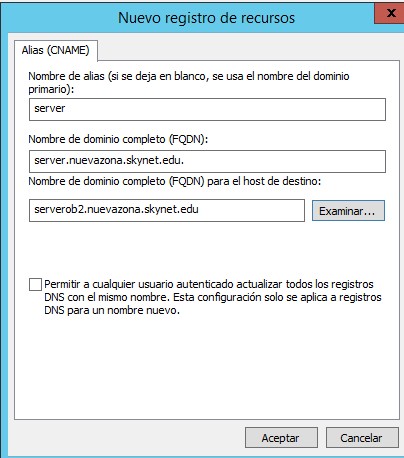 Nuevo registro de recursos
x
Alias (CNAME)
Nombre de alias (si se deja en blanco, se usa el nombre del dominio
primario):
server
Nombre de dominio completo (FQDN):
server.nuevazona.skynet.edu.
Nombre de dominio completo (FQDN) para el host de destino:
serverob2.nuevazona.skynet.edu
Examinar...
Permitir a cualquier usuario autenticado actualizar todos los registros
DNS con el mismo nombre. Esta configuración solo se aplica a registros
DNS para un nombre nuevo.
Aceptar
Cancelar